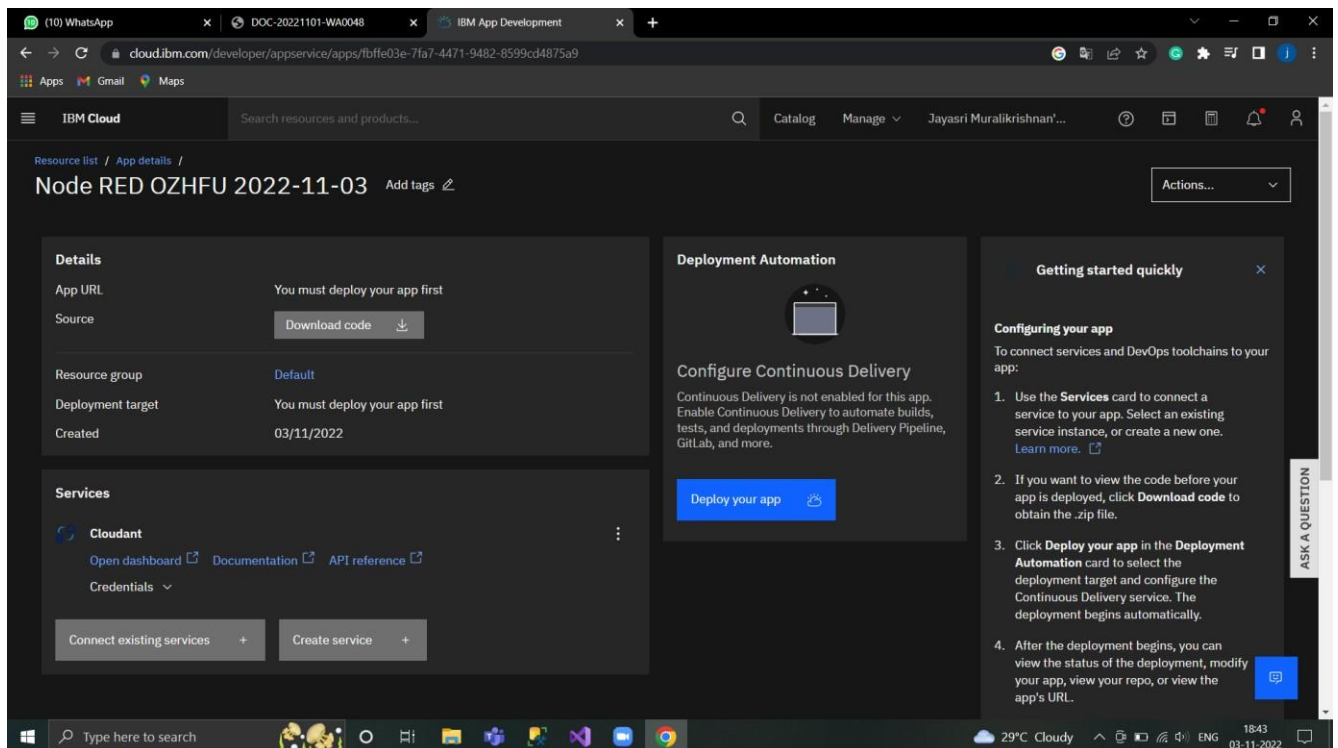 (10) WhatsApp
DOC-20221101-WA0048
IBM App Development
cloud.ibm.com/developer/appservice/apps/fbffe03e-7fa7-4471-9482-8599cd4875a9
Apps
Gmail
Maps
IBM Cloud
Search resources and products...
Catalog
Manage
Jayasri Muralikrishnan'...
Resource list / App details /
Node RED OZHFU 2022-11-03
Add tags
Actions...
Details
App URL
You must deploy your app first
Source
Download code
Resource group
Default
Deployment target
You must deploy your app first
Created
03/11/2022
Services
Cloudant
Open dashboard
Documentation
API reference
Credentials
Connect existing services +
Create service +
Deployment Automation
Configure Continuous Delivery
Continuous Delivery is not enabled for this app.
Enable Continuous Delivery to automate builds,
tests, and deployments through Delivery Pipeline,
GitLab, and more.
Deploy your app
Getting started quickly
Configuring your app
To connect services and DevOps toolchains to your
app:
1. Use the Services card to connect a
service to your app. Select an existing
service instance, or create a new one.
Learn more.
2. If you want to view the code before your
app is deployed, click Download code to
obtain the .zip file.
3. Click Deploy your app in the Deployment
Automation card to select the
deployment target and configure the
Continuous Delivery service. The
deployment begins automatically.
4. After the deployment begins, you can
view the status of the deployment, modify
your app, view your repo, or view the
app's URL.
ASK A QUESTION
Type here to search
29°C Cloudy
ENG
18:43
03-11-2022